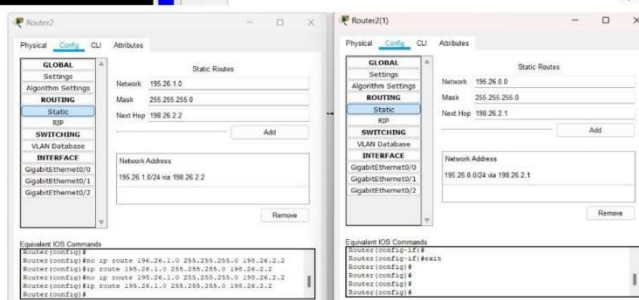 Router2
Physical Config CLI Attributes
GLOBAL
Settings
Algorithm Settings
ROUTING
Static
RIP
SWITCHING
VLAN Database
INTERFACE
GigabitEthernet0/0
GigabitEthernet0/1
GigabitEthernet0/2
Static Routes
Network 195.26.1.0
Mask 255.255.255.0
Next Hop 198.26.2.2
Add
Network Address
195.26.1.0/24 via 198.26.2.2
Remove
Equivalent IOS Commands
Router(config)#
Router(config)#no ip route 196.26.1.0 255.255.255.0 198.26.2.2
Router(config)#ip route 195.26.1.0 255.255.255.0 198.26.2.2
Router(config)#no ip route 195.26.1.0 255.255.255.0 198.26.2.2
Router(config)#ip route 195.26.1.0 255.255.255.0 198.26.2.2
Router(config)#
Router2(1)
Physical Config CLI Attributes
GLOBAL
Settings
Algorithm Settings
ROUTING
Static
RIP
SWITCHING
VLAN Database
INTERFACE
GigabitEthernet0/0
GigabitEthernet0/1
GigabitEthernet0/2
Static Routes
Network 195.26.0.0
Mask 255.255.255.0
Next Hop 198.26.2.1
Add
Network Address
195.26.0.0/24 via 198.26.2.1
Remove
Equivalent IOS Commands
Router(config-if)#
Router(config-if)#exit
Router(config)#
Router(config)#
Router(config)#
Router(config)#